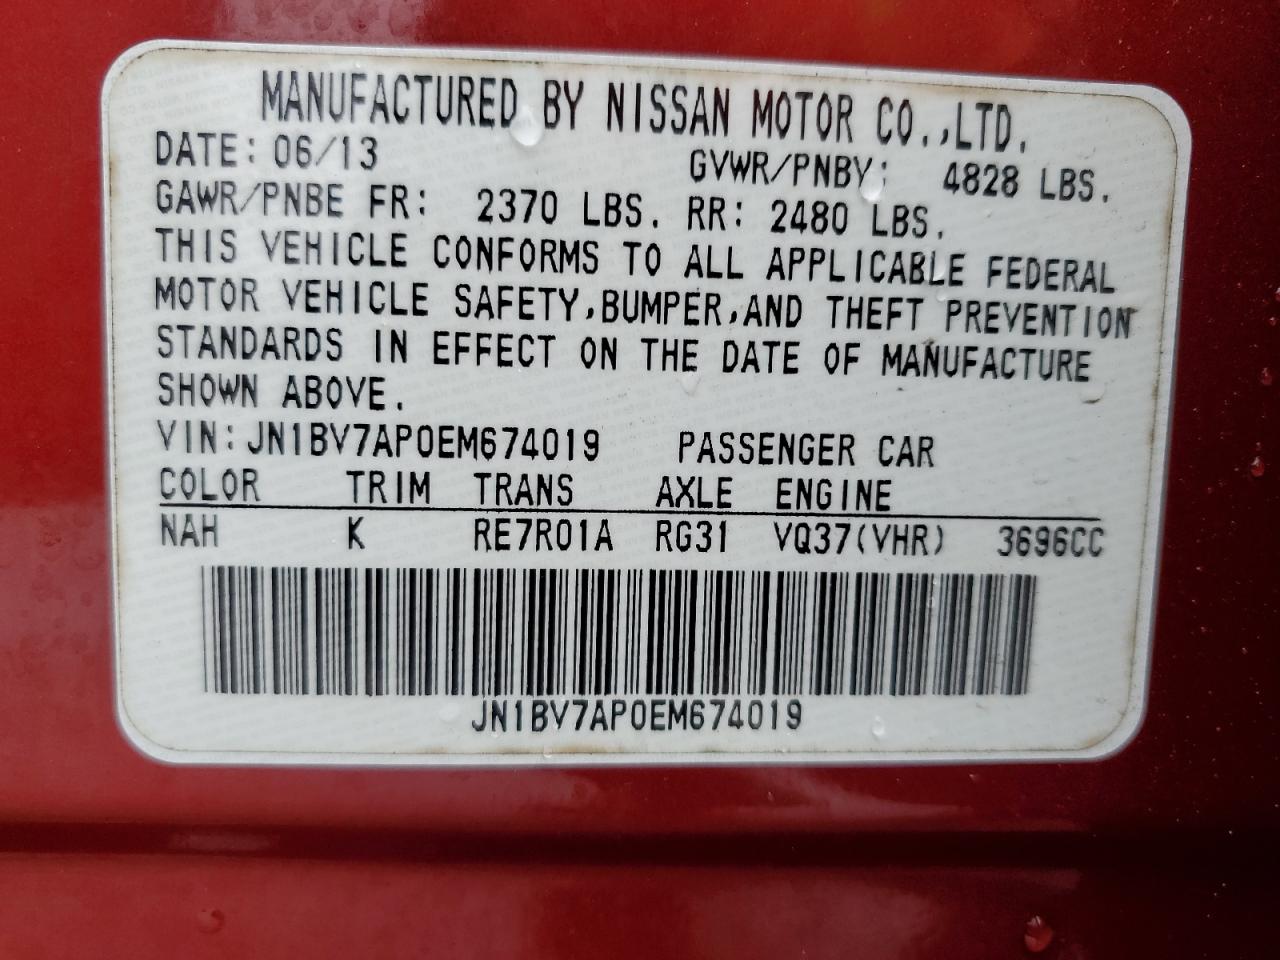 MANUFACTURED BY NISSAN MOTOR CO.,LTD.
DATE: 06/13 GVWR/PNBV: 4828 LBS.
GAWR/PNBE FR: 2370 LBS. RR: 2480 LBS.
THIS VEHICLE CONFORMS TO ALL APPLICABLE FEDERAL
MOTOR VEHICLE SAFETY,BUMPER,AND THEFT PREVENTION
STANDARDS IN EFFECT ON THE DATE OF MANUFACTURE
SHOWN ABOVE.
VIN: JN1BV7AP0EM674019 PASSENGER CAR
COLOR TRIM TRANS AXLE ENGINE
NAH K RE7R01A RG31 VQ37(VHR) 3696CC
JN1BV7AP0EM674019